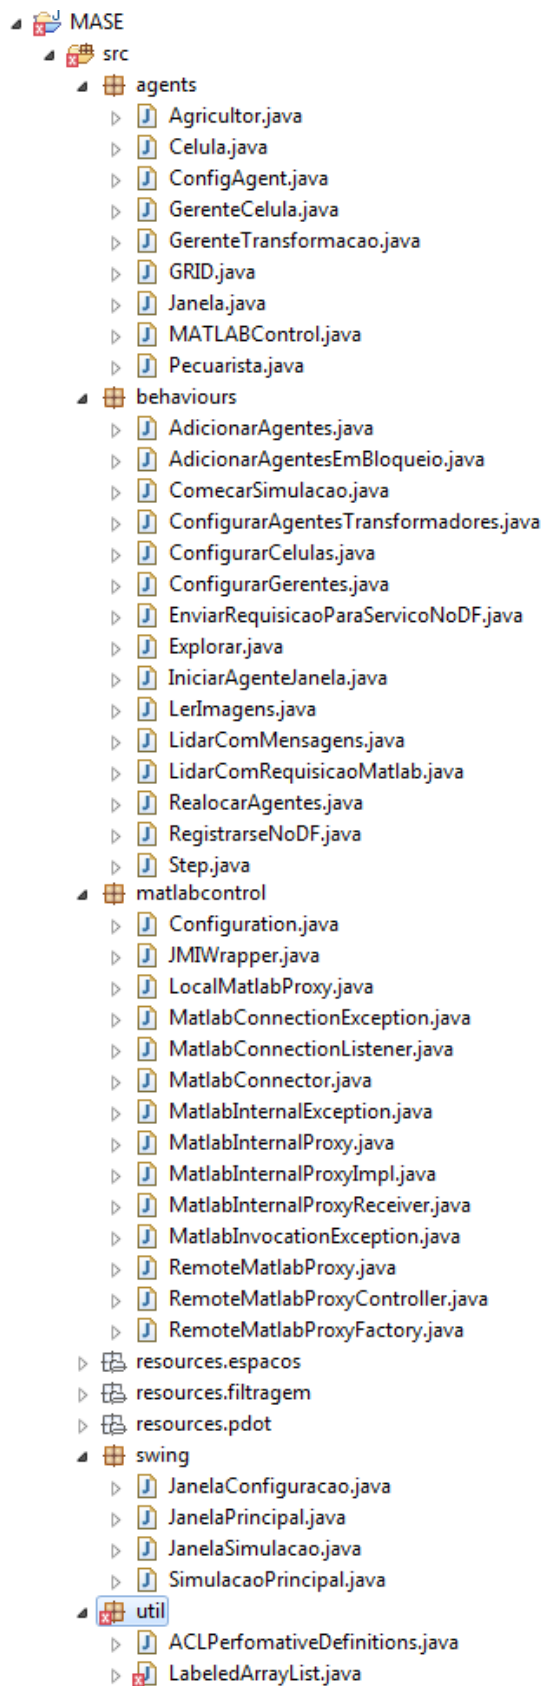 MASE
src
agents
Agricultor.java
Celula.java
ConfigAgent.java
GerenteCelula.java
GerenteTransformacao.java
GRID.java
Janela.java
MATLABControl.java
Pecuarista.java
behaviours
AdicionarAgentes.java
AdicionarAgentesEmBloqueio.java
ComecarSimulacao.java
ConfigurarAgentesTransformadores.java
ConfigurarCelulas.java
ConfigurarGerentes.java
EnviarRequisicaoParaServicoNoDF.java
Explorar.java
IniciarAgenteJanela.java
LerImagens.java
LidarComMensagens.java
LidarComRequisicaoMatlab.java
RealocarAgentes.java
RegistrarseNoDF.java
Step.java
matlabcontrol
Configuration.java
JMIWrapper.java
LocalMatlabProxy.java
MatlabConnectionException.java
MatlabConnectionListener.java
MatlabConnector.java
MatlabInternalException.java
MatlabInternalProxy.java
MatlabInternalProxyImpl.java
MatlabInternalProxyReceiver.java
MatlabInvocationException.java
RemoteMatlabProxy.java
RemoteMatlabProxyController.java
RemoteMatlabProxyFactory.java
resources.espacos
resources.filtragem
resources.pdot
swing
JanelaConfiguracao.java
JanelaPrincipal.java
JanelaSimulacao.java
SimulacaoPrincipal.java
util
ACLPerfomativeDefinitions.java
LabeledArrayList.java